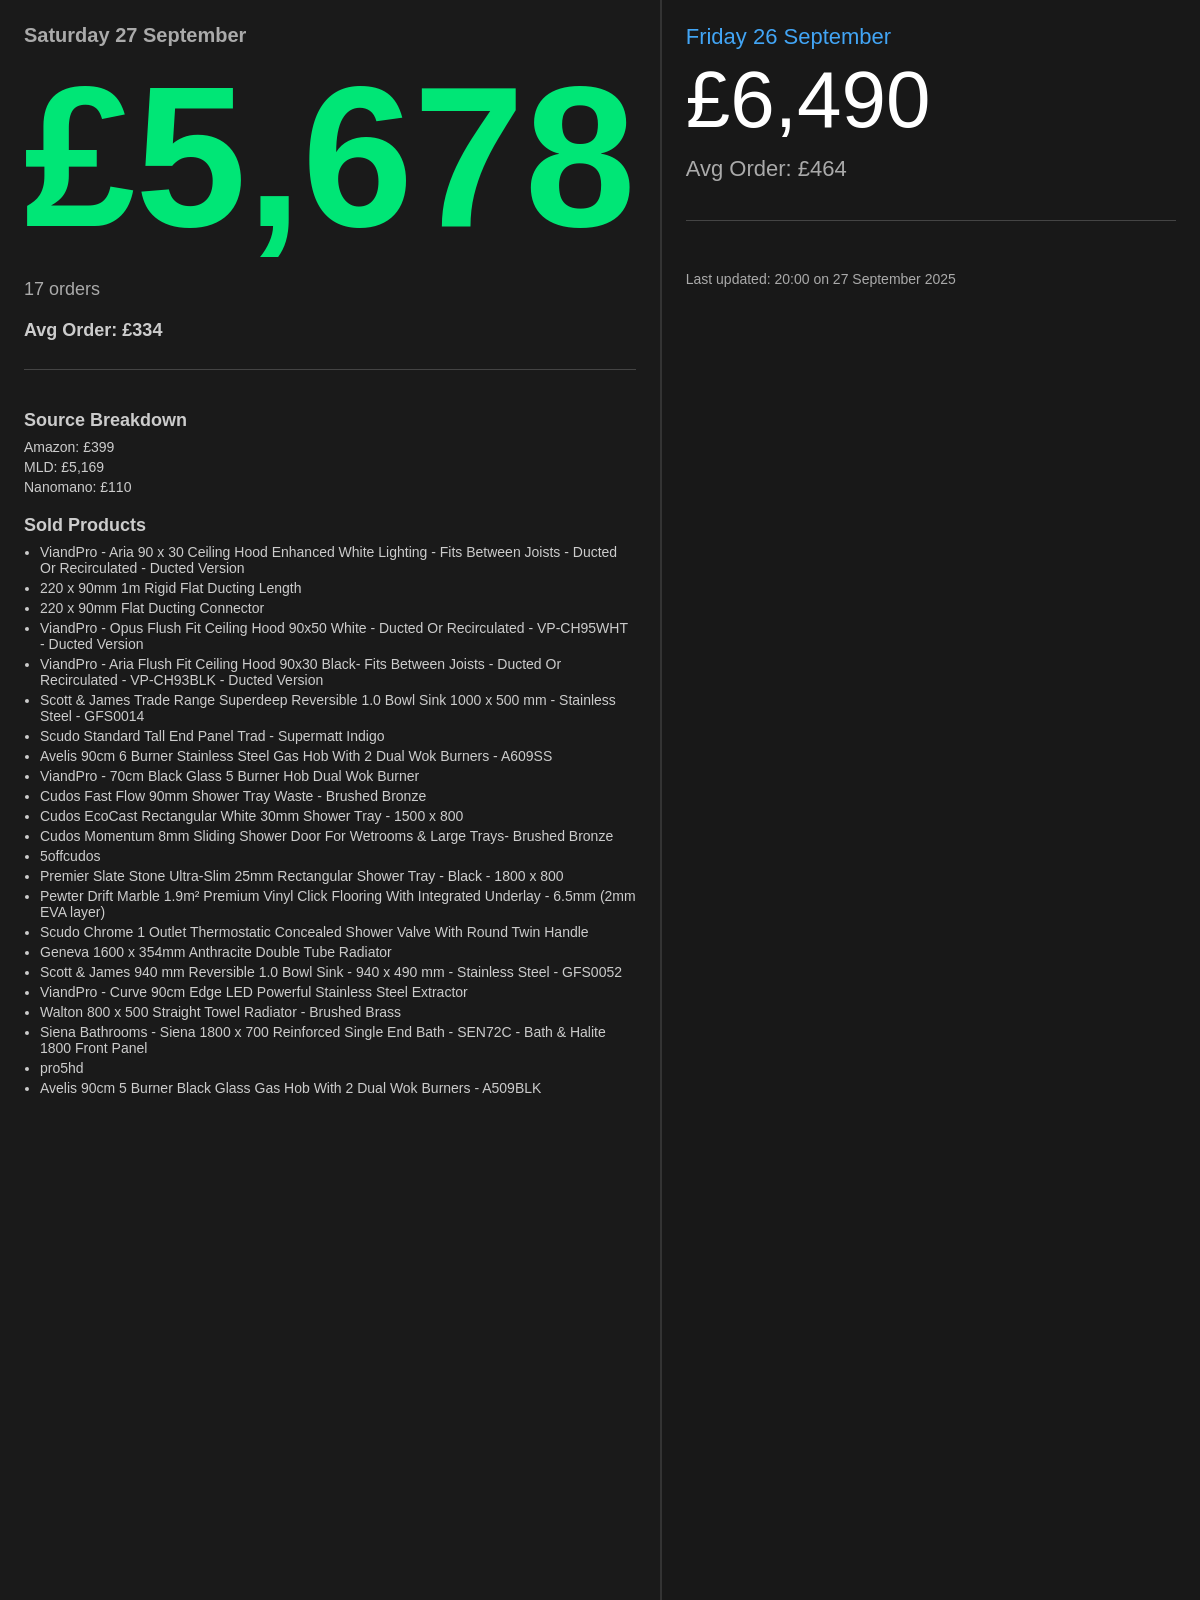 Saturday 27 September
£5,678
17 orders
Avg Order: £334
Source Breakdown
Amazon: £399
MLD: £5,169
Nanomano: £110
Sold Products
• ViandPro - Aria 90 x 30 Ceiling Hood Enhanced White Lighting - Fits Between Joists - Ducted
Or Recirculated - Ducted Version
• 220 x 90mm 1m Rigid Flat Ducting Length
• 220 x 90mm Flat Ducting Connector
• ViandPro - Opus Flush Fit Ceiling Hood 90x50 White - Ducted Or Recirculated - VP-CH95WHT
- Ducted Version
• ViandPro - Aria Flush Fit Ceiling Hood 90x30 Black- Fits Between Joists - Ducted Or
Recirculated - VP-CH93BLK - Ducted Version
• Scott & James Trade Range Superdeep Reversible 1.0 Bowl Sink 1000 x 500 mm - Stainless
Steel - GFS0014
• Scudo Standard Tall End Panel Trad - Supermatt Indigo
• Avelis 90cm 6 Burner Stainless Steel Gas Hob With 2 Dual Wok Burners - A609SS
• ViandPro - 70cm Black Glass 5 Burner Hob Dual Wok Burner
• Cudos Fast Flow 90mm Shower Tray Waste - Brushed Bronze
• Cudos EcoCast Rectangular White 30mm Shower Tray - 1500 x 800
• Cudos Momentum 8mm Sliding Shower Door For Wetrooms & Large Trays- Brushed Bronze
• 5offcudos
• Premier Slate Stone Ultra-Slim 25mm Rectangular Shower Tray - Black - 1800 x 800
• Pewter Drift Marble 1.9m² Premium Vinyl Click Flooring With Integrated Underlay - 6.5mm (2mm
EVA layer)
• Scudo Chrome 1 Outlet Thermostatic Concealed Shower Valve With Round Twin Handle
• Geneva 1600 x 354mm Anthracite Double Tube Radiator
• Scott & James 940 mm Reversible 1.0 Bowl Sink - 940 x 490 mm - Stainless Steel - GFS0052
• ViandPro - Curve 90cm Edge LED Powerful Stainless Steel Extractor
• Walton 800 x 500 Straight Towel Radiator - Brushed Brass
• Siena Bathrooms - Siena 1800 x 700 Reinforced Single End Bath - SEN72C - Bath & Halite
1800 Front Panel
• pro5hd
• Avelis 90cm 5 Burner Black Glass Gas Hob With 2 Dual Wok Burners - A509BLK
Friday 26 September
£6,490
Avg Order: £464
Last updated: 20:00 on 27 September 2025